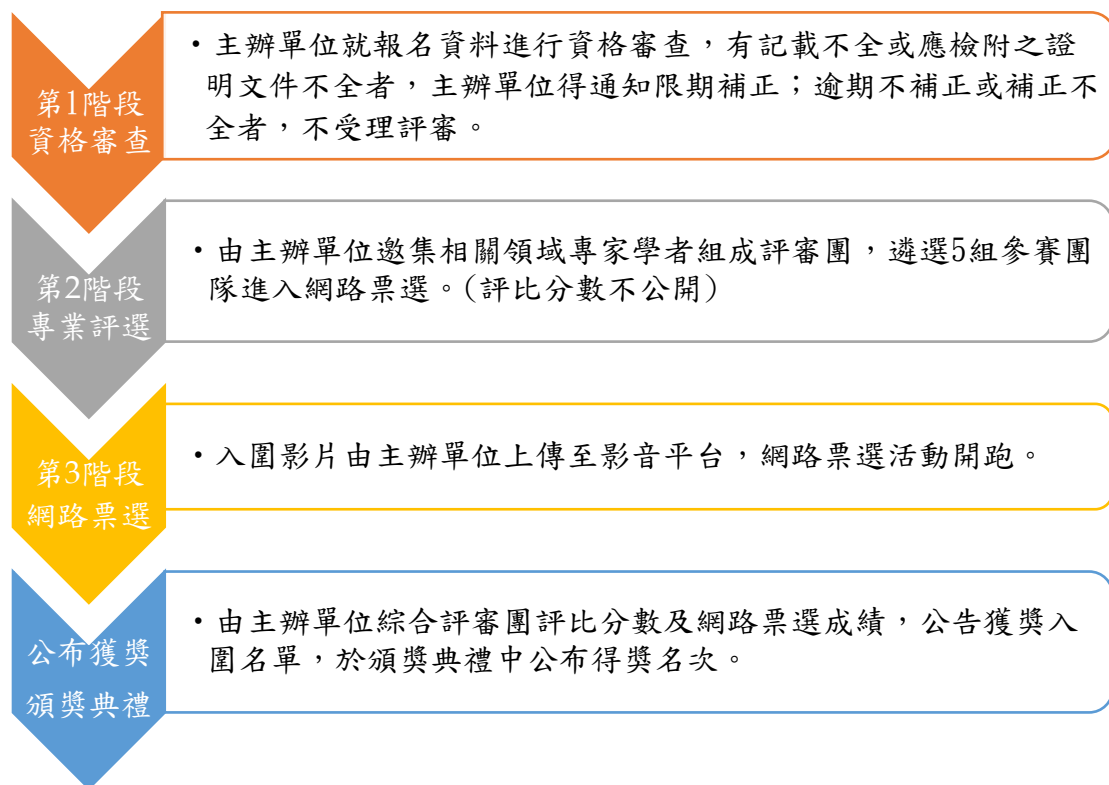 第1階段
資格審查
•主辦單位就報名資料進行資格審查，有記載不全或應檢附之證
明文件不全者，主辦單位得通知限期補正；逾期不補正或補正不
全者，不受理評審。
第2階段
專業評選
•由主辦單位邀集相關領域專家學者組成評審團，遴選5組參賽團
隊進入網路票選。(評比分數不公開)
第3階段
網路票選
•入圍影片由主辦單位上傳至影音平台，網路票選活動開跑。
公布獲獎
頒獎典禮
•由主辦單位綜合評審團評比分數及網路票選成績，公告獲獎入
圍名單，於頒獎典禮中公布得獎名次。